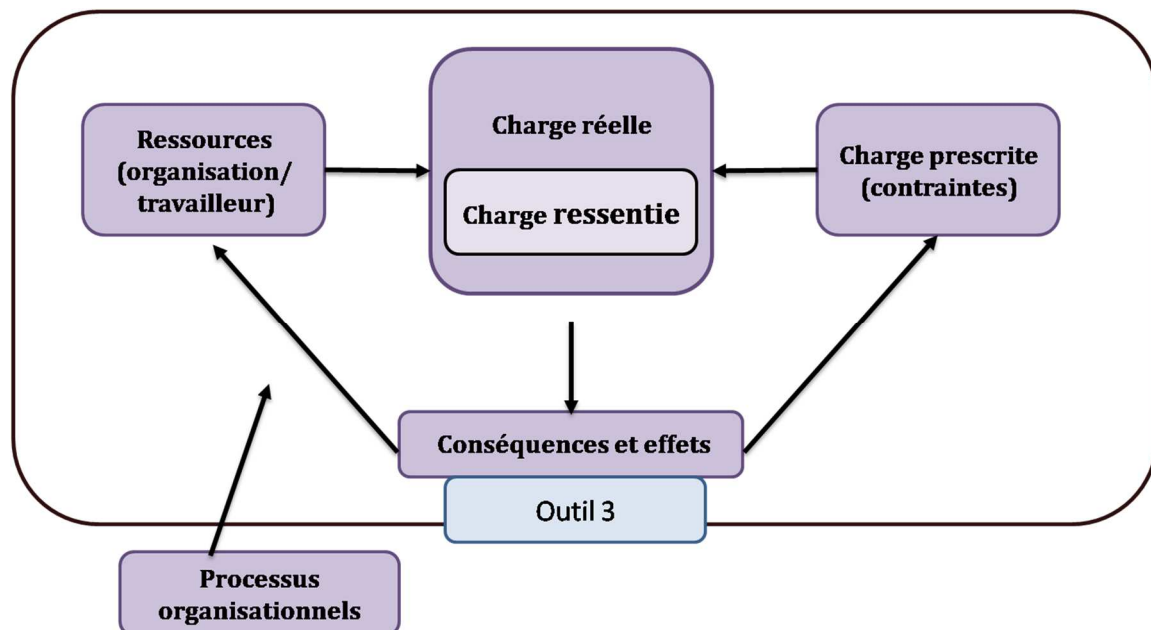 Ressources
(organisation/
travailleur)
Charge réelle
Charge ressentie
Charge prescrite
(contraintes)
Conséquences et effets
Outil 3
Processus
organisationnels